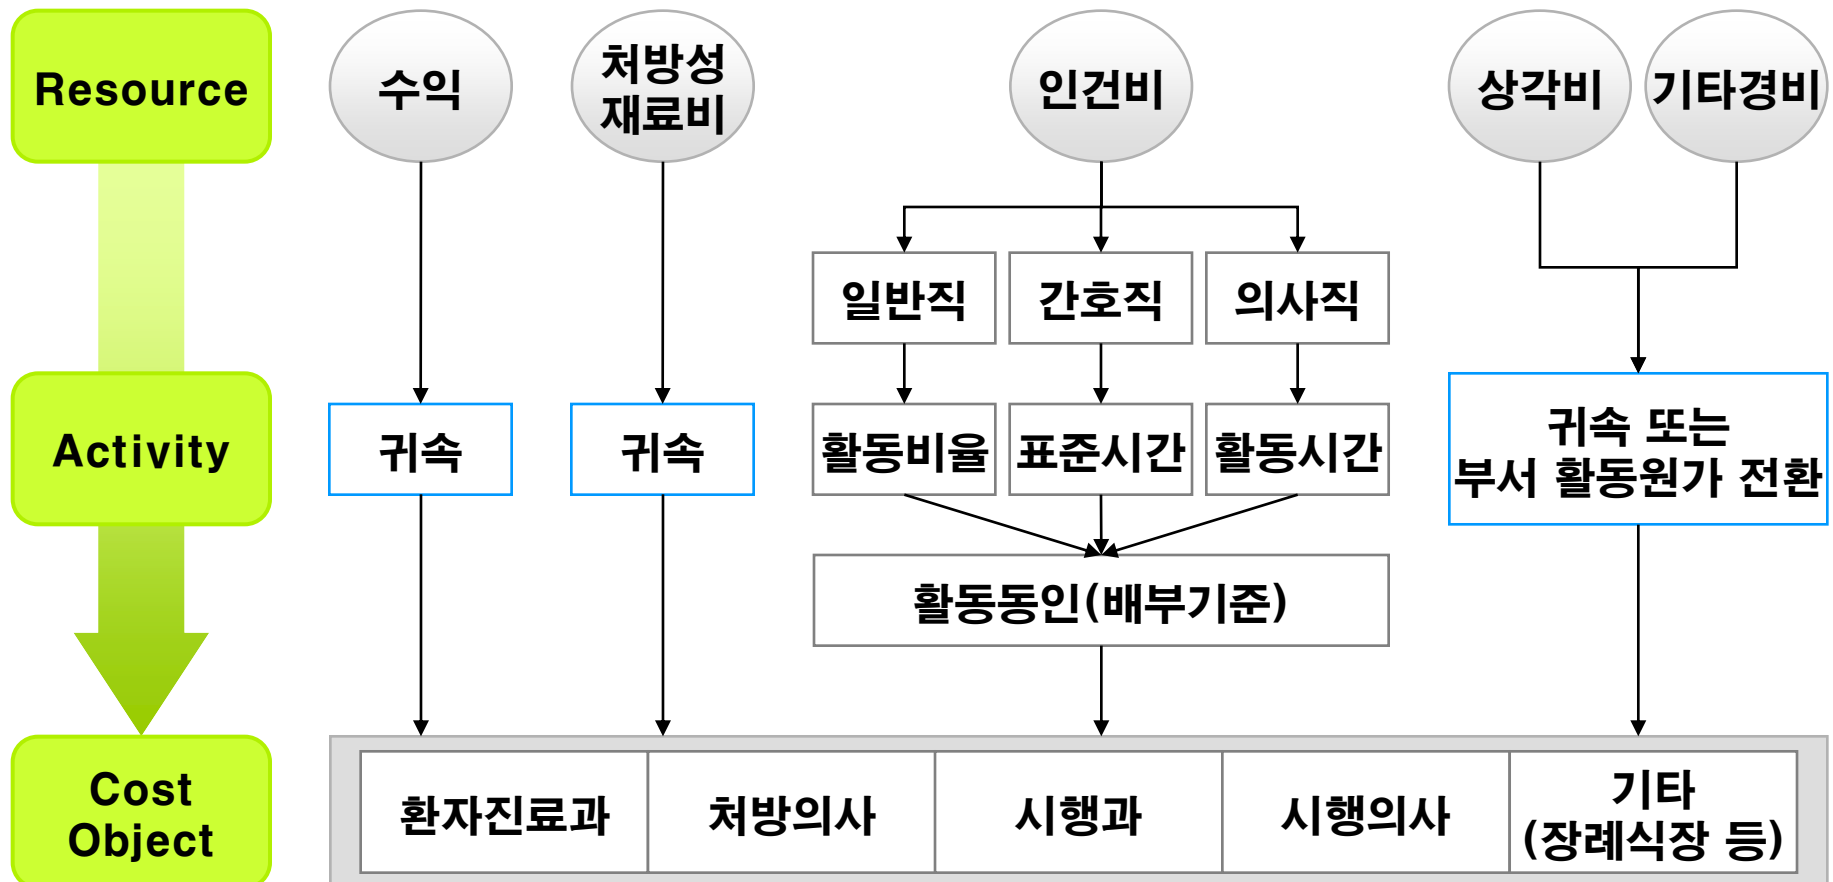 Resource
수익
처방성
재료비
인건비
상각비
기타경비
일반직
간호직
의사직
Activity
귀속
귀속
활동비율
표준시간
활동시간
귀속 또는
부서 활동원가 전환
활동동인(배부기준)
Cost
Object
환자진료과
처방의사
시행과
시행의사
기타
(장례식장 등)